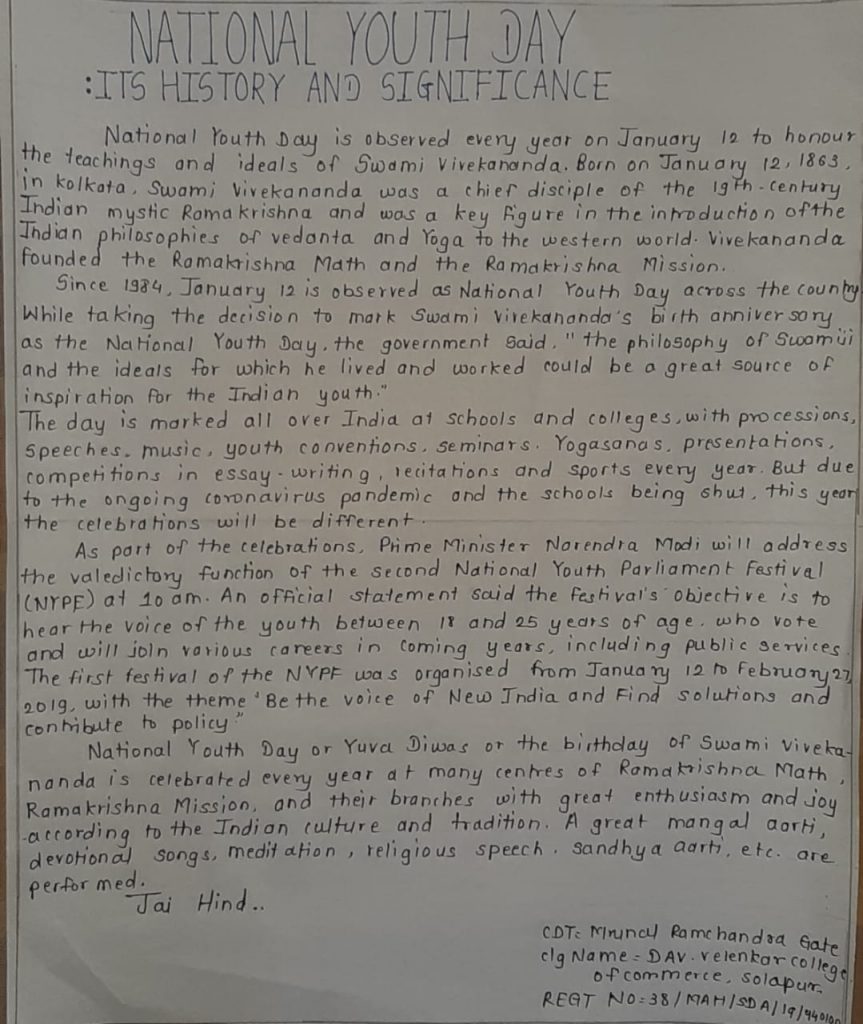 NATIONAL YOUTH DAY
:ITS HISTORY AND SIGNIFICANCE
National Youth Day is observed every year on January 12 to honour
the teachings and ideals of Swami Vivekananda. Born on January 12, 1863,
in kolkata, Swami Vivekananda was a chief disciple of the 19th-century
Indian mystic Ramakrishna and was a key figure in the introduction of the
Indian philosophies of vedanta and Yoga to the western world. Vivekananda
founded the Ramakrishna Math and the Ramakrishna Mission.
Since 1984, January 12 is observed as National Youth Day across the country
While taking the decision to mark Swami Vivekananda's birth anniversary
as the National Youth Day, the government said, "the philosophy of Swamiji
and the ideals for which he lived and worked could be a great source of
inspiration for the Indian youth."
The day is marked all over India at schools and colleges, with processions,
speeches, music, youth conventions, seminars. Yogasanas, presentations,
competitions in essay-writing, recitations and sports every year. But due
to the ongoing coronavirus pandemic and the schools being shut, this year
the celebrations will be different.
As part of the celebrations, Prime Minister Narendra Modi will address
the valedictory function of the second National Youth Parliament Festival
(NYPF) at 10 am. An official statement said the festival's objective is to
hear the voice of the youth between 18 and 25 years of age, who vote
and will join various careers in coming years, including public services.
The first festival of the NYPF was organised from January 12 to February 27,
2019, with the theme 'Be the voice of New India and Find solutions and
contribute to policy"
National Youth Day or Yuva Diwas or the birthday of Swami Viveka-
nanda is celebrated every year at many centres of Ramakrishna Math,
Ramakrishna Mission, and their branches with great enthusiasm and joy
according to the Indian culture and tradition. A great mangal aarti,
devotional songs, meditation, religious speech, sandhya aarti, etc. are
performed.
Jai Hind..
CDT= Mrunal Ramchandra Gate
clg Name = DAV. velenkar college
of commerce, solapur.
REGT NO:38/MAH/SDA/19/